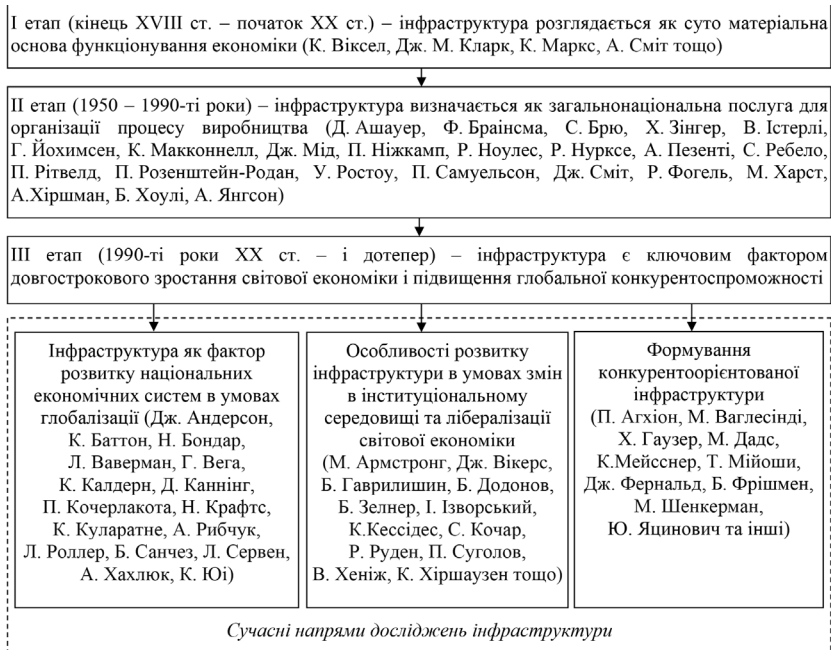 І етап (кінець XVIII ст. – початок XX ст.) – інфраструктура розглядається як суто матеріальна
основа функціонування економіки (К. Віксел, Дж. М. Кларк, К. Маркс, А. Сміт тощо)
ІІ етап (1950 – 1990-ті роки) – інфраструктура визначається як загальнонаціональна послуга для
організації процесу виробництва (Д. Ашауер, Ф. Браінсма, С. Брю, Х. Зінгер, В. Істерлі,
Г. Йохимсен, К. Макконнелл, Дж. Мід, П. Ніжкамп, Р. Ноулес, Р. Нурксе, А. Пезенті, С. Ребело,
П. Рітвелд, П. Розенштейн-Родан, У. Ростоу, П. Самуельсон, Дж. Сміт, Р. Фогель, М. Харст,
А.Хіршман, Б. Хоулі, А. Янгсон)
ІІІ етап (1990-ті роки XX ст. – і дотепер) – інфраструктура є ключовим фактором
довгострокового зростання світової економіки і підвищення глобальної конкурентоспроможності
Інфраструктура як фактор
розвитку національних
економічних систем в умовах
глобалізації (Дж. Андерсон,
К. Баттон, Н. Бондар,
Л. Ваверман, Г. Вега,
К. Калдерн, Д. Каннінг,
П. Кочерлакота, Н. Крафтс,
К. Куларатне, А. Рибчук,
Л. Роллер, Б. Санчез, Л. Сервен,
А. Хахлюк, К. Юі)
Особливості розвитку
інфраструктури в умовах змін
в інституціональному
середовищі та лібералізації
світової економіки
(М. Армстронг, Дж. Вікерс,
Б. Гаврилишин, Б. Додонов,
Б. Зелнер, І. Ізворський,
К.Кессідес, С. Кочар,
Р. Руден, П. Суголов,
В. Хеніж, К. Хіршаузен тощо)
Формування
конкурентоорієнтованої
інфраструктури
(П. Агхіон, М. Ваглесінді,
Х. Гаузер, М. Дадс,
К.Мейсснер, Т. Мійоши,
Дж. Фернальд, Б. Фрішмен,
М. Шенкерман,
Ю. Яцинович та інші)
Сучасні напрями досліджень інфраструктури